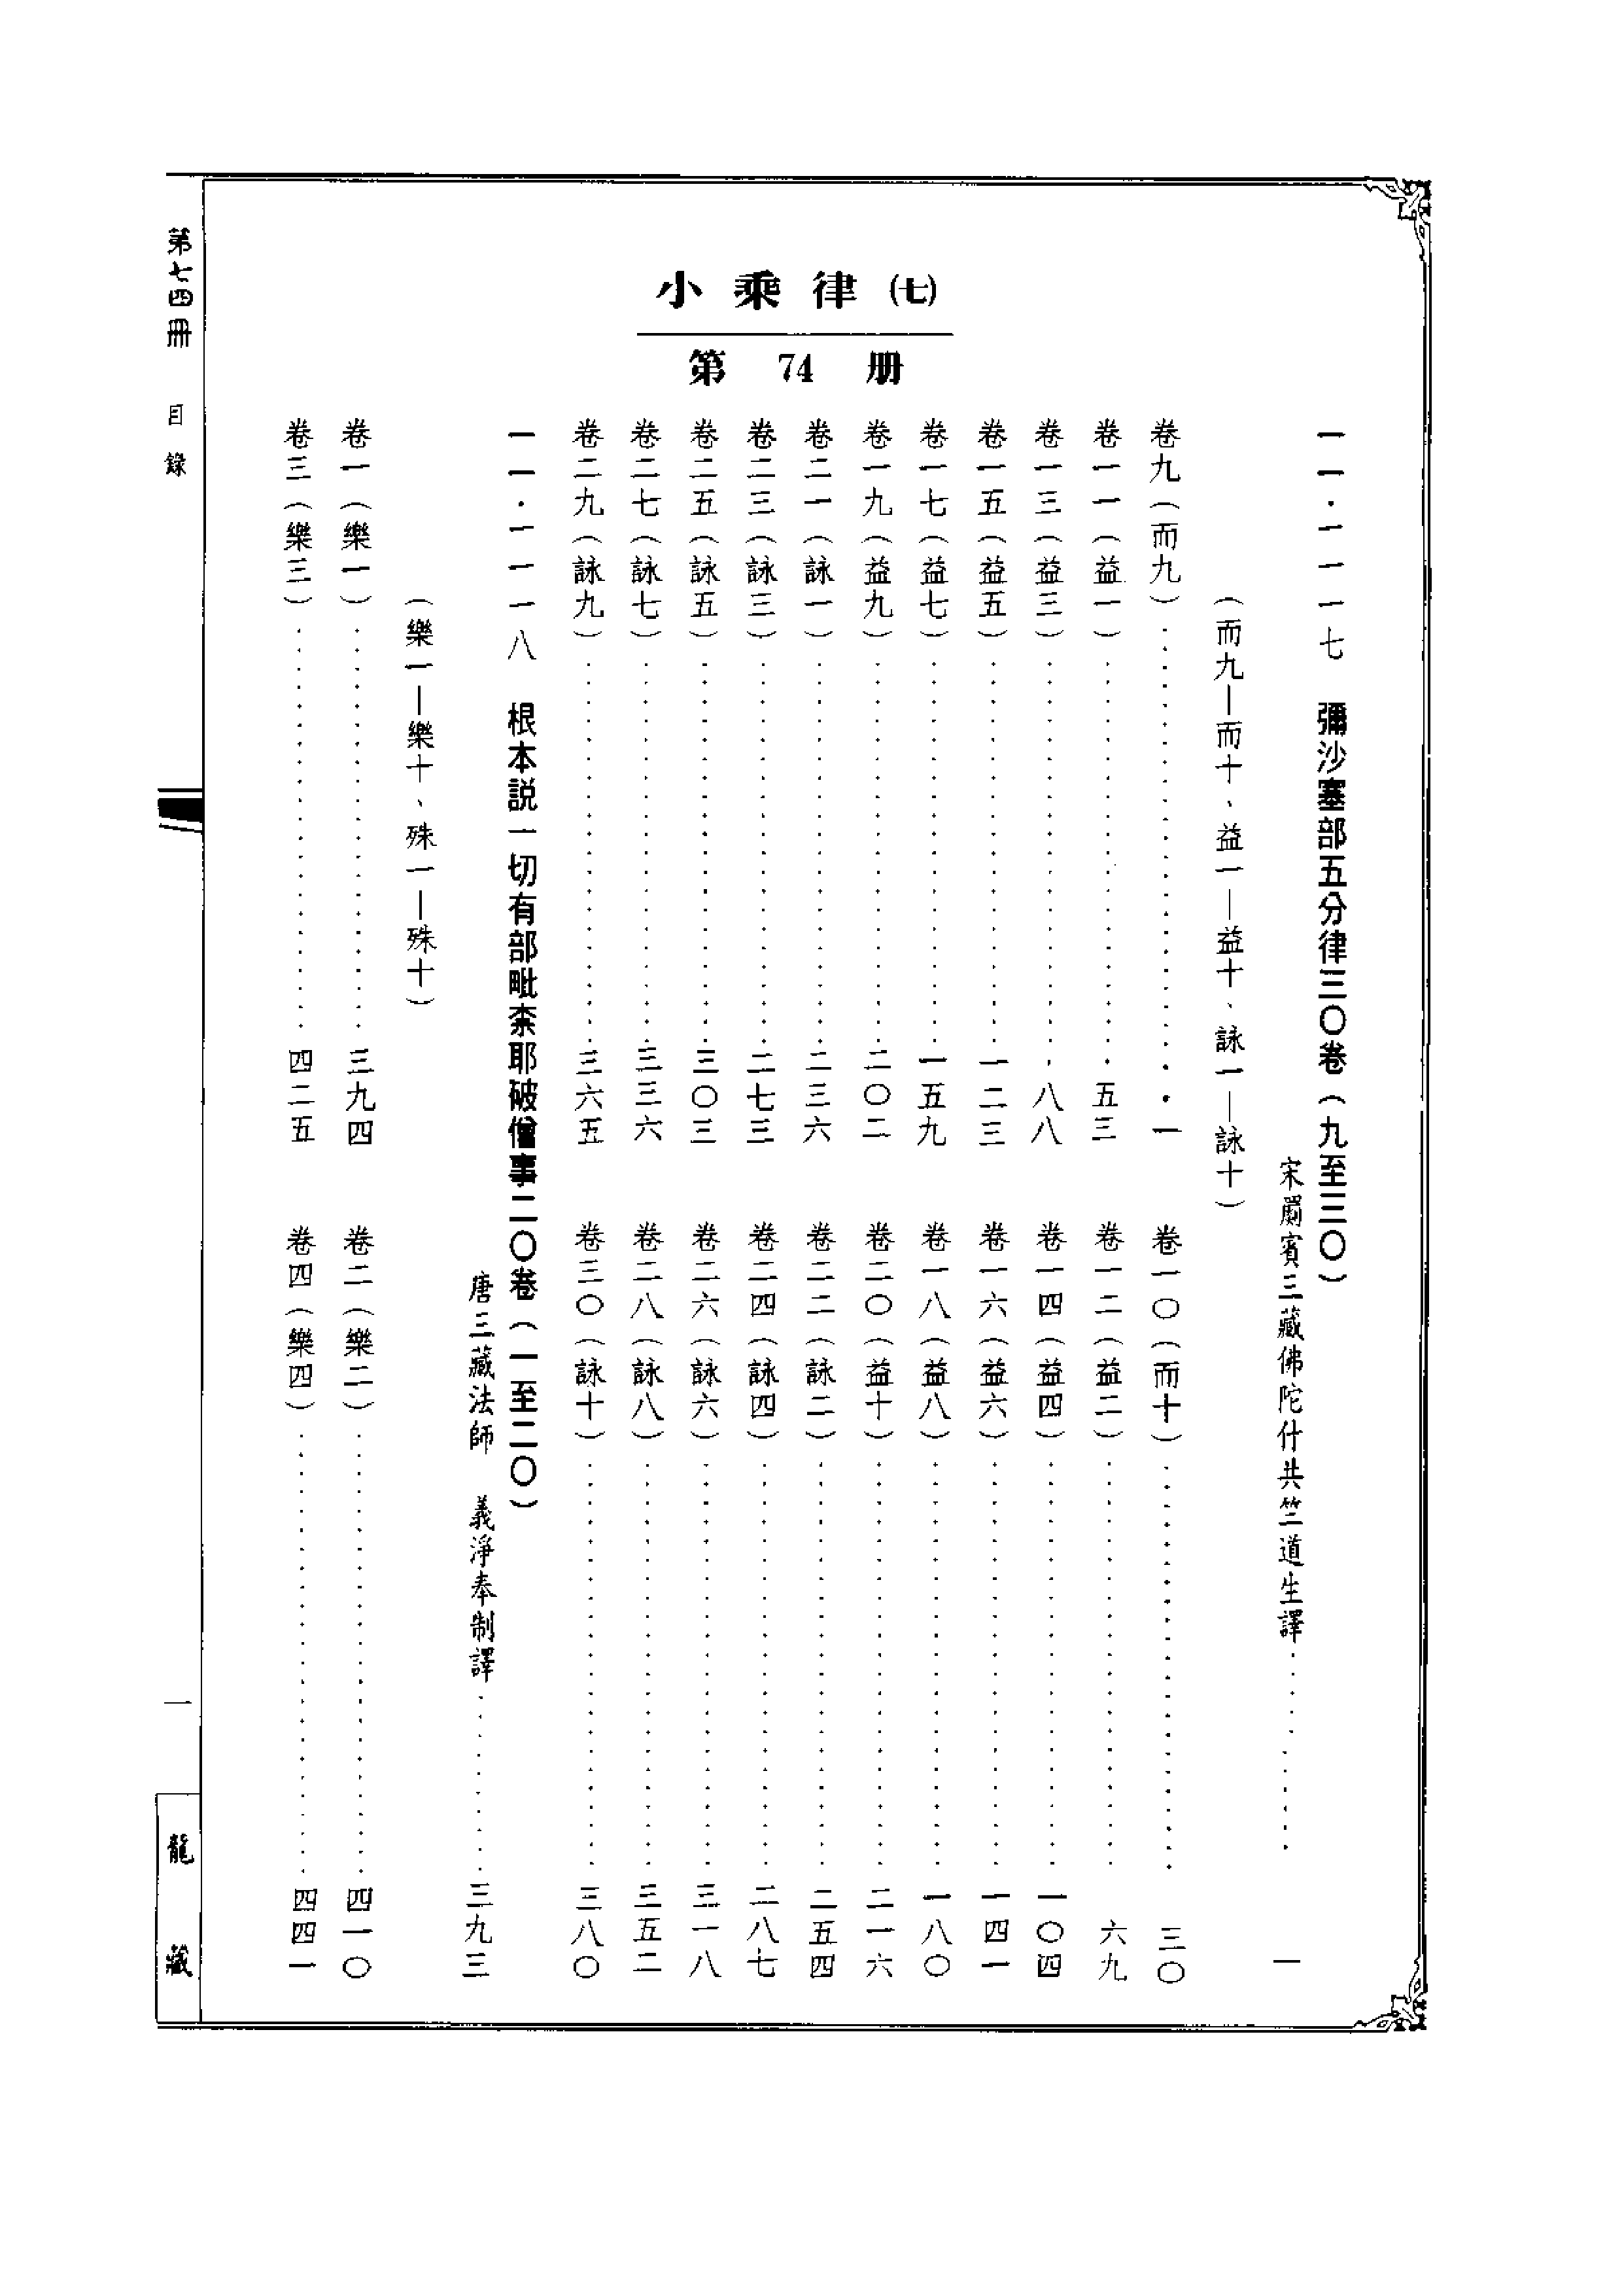 小乘律(七)
第74册
一一·一一一七　彌沙塞部五分律三〇卷（九至三〇）
宋罽賓三藏佛陀什共竺道生譯……一
（而九—而十、益一—益十、詠一—詠十）
卷九（而九）……一　卷一〇（而十）……三〇
卷一一（益一）……五三　卷一二（益二）……六九
卷一三（益三）……八八　卷一四（益四）……一〇四
卷一五（益五）……一二三　卷一六（益六）……一四一
卷一七（益七）……一五九　卷一八（益八）……一八〇
卷一九（益九）……二〇二　卷二〇（益十）……二一六
卷二一（詠一）……二三六　卷二二（詠二）……二五四
卷二三（詠三）……二七三　卷二四（詠四）……二八七
卷二五（詠五）……三〇三　卷二六（詠六）……三一八
卷二七（詠七）……三三六　卷二八（詠八）……三五二
卷二九（詠九）……三六五　卷三〇（詠十）……三八〇
一一·一一一八　根本説一切有部毗柰耶破僧事二〇卷（一至二〇）
唐三藏法師　義淨奉制譯……三九三
（樂一—樂十、殊一—殊十）
卷一（樂一）……三九四　卷二（樂二）……四一〇
卷三（樂三）……四二五　卷四（樂四）……四四一
第七四冊　目錄　一　龍藏